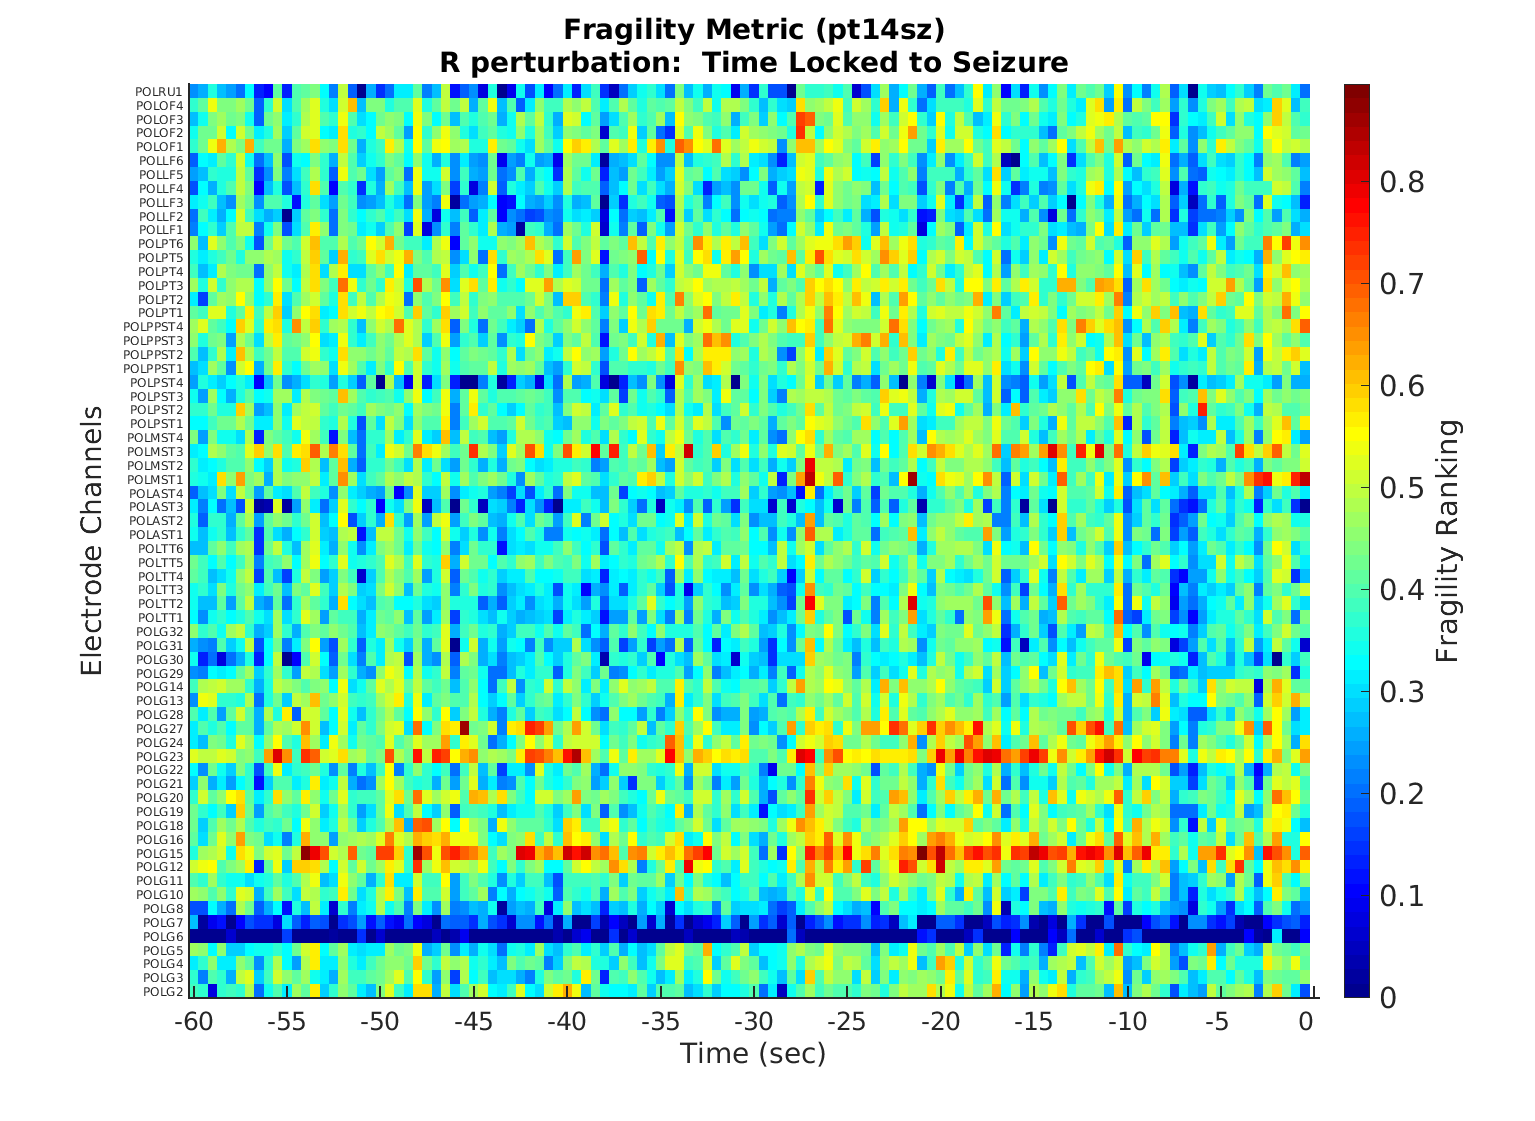 Fragility Metric (pt14sz)
R perturbation:  Time Locked to Seizure
POLRU1
POLOF4
POLOF3
POLOF2
POLOF1
POLLF6
POLLF5
POLLF4
POLLF3
POLLF2
POLLF1
POLPT6
POLPT5
POLPT4
POLPT3
POLPT2
POLPT1
POLPPST4
POLPPST3
POLPPST2
POLPPST1
POLPST4
POLPST3
POLPST2
POLPST1
POLMST4
POLMST3
POLMST2
POLMST1
POLAST4
POLAST3
POLAST2
POLAST1
POLTT6
POLTT5
POLTT4
POLTT3
POLTT2
POLTT1
POLG32
POLG31
POLG30
POLG29
POLG14
POLG13
POLG28
POLG27
POLG24
POLG23
POLG22
POLG21
POLG20
POLG19
POLG18
POLG16
POLG15
POLG12
POLG11
POLG10
POLG8
POLG7
POLG6
POLG5
POLG4
POLG3
POLG2
Electrode Channels
-60 -55 -50 -45 -40 -35 -30 -25 -20 -15 -10 -5 0
Time (sec)
0.8
0.7
0.6
0.5
0.4
0.3
0.2
0.1
0
Fragility Ranking